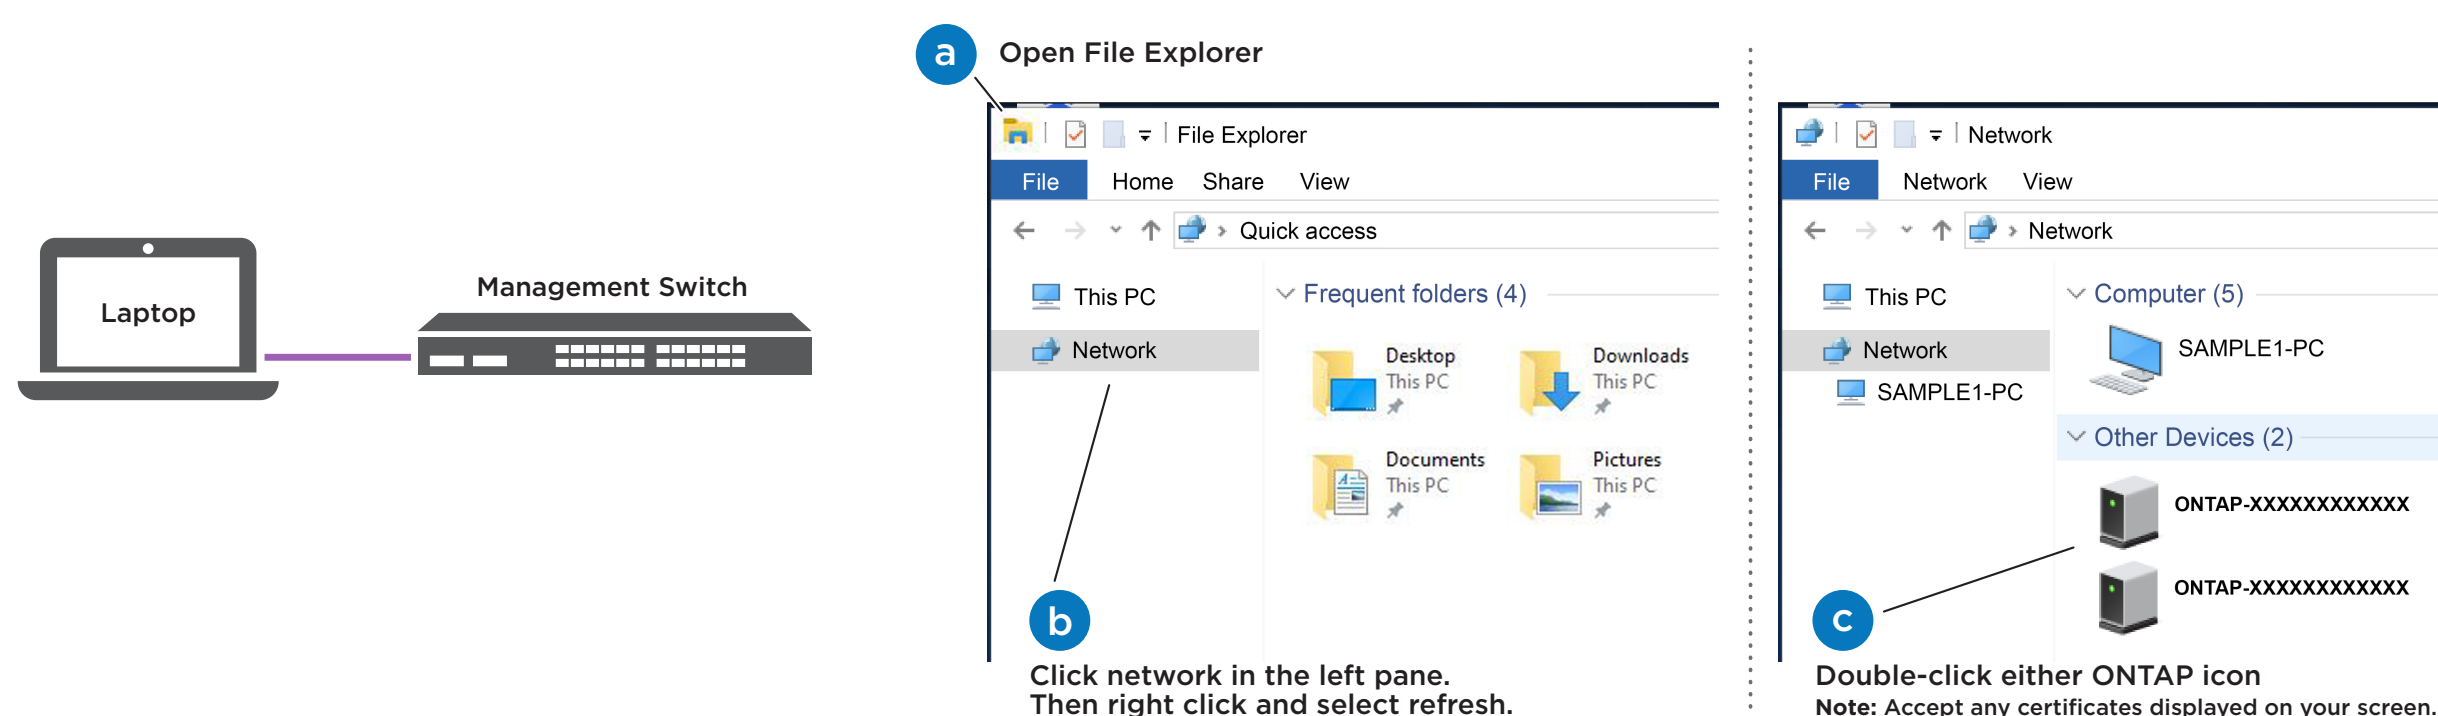 Laptop
Management Switch
a
Open File Explorer
File Explorer
File Home Share View
Quick access
This PC
Network
Frequent folders (4)
Desktop
This PC
Downloads
This PC
Documents
This PC
Pictures
This PC
b
Click network in the left pane.
Then right click and select refresh.
Network
File Network View
Network
This PC
Network
SAMPLE1-PC
Computer (5)
SAMPLE1-PC
Other Devices (2)
ONTAP-XXXXXXXXXXXX
ONTAP-XXXXXXXXXXXX
c
Double-click either ONTAP icon
Note: Accept any certificates displayed on your screen.